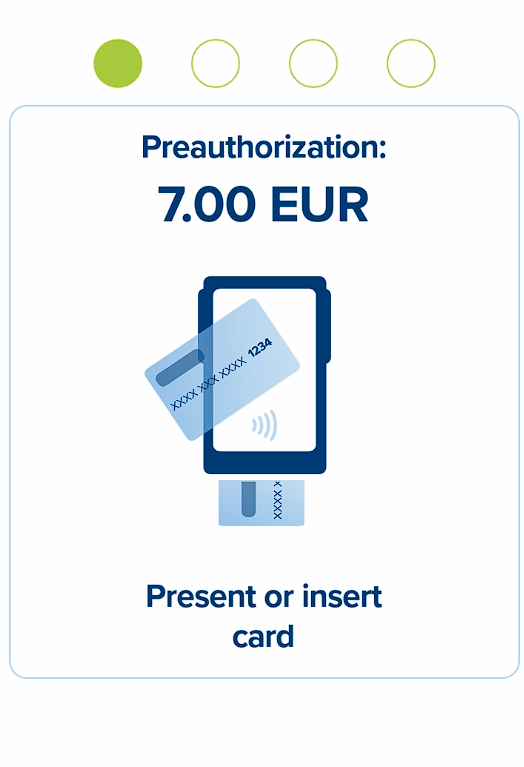 Preauthorization:
7.00 EUR
XXXX XXX XXXX 1234
XXXX X
Present or insert
card